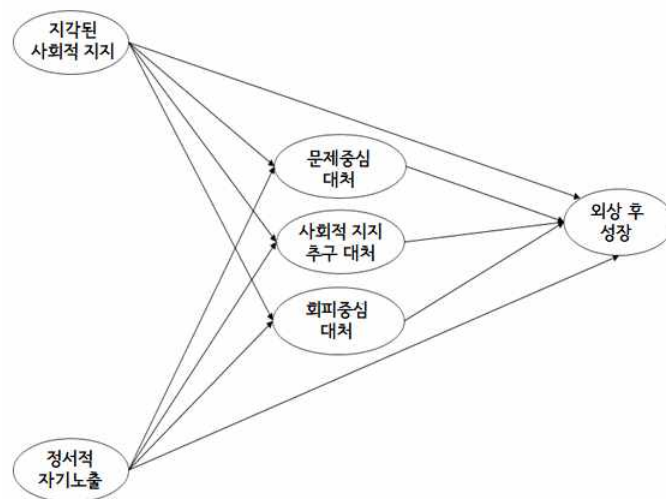 지각된
사회적 지지
문제중심
대처
외상 후
성장
사회적 지지
추구 대처
회피중심
대처
정서적
자기노출